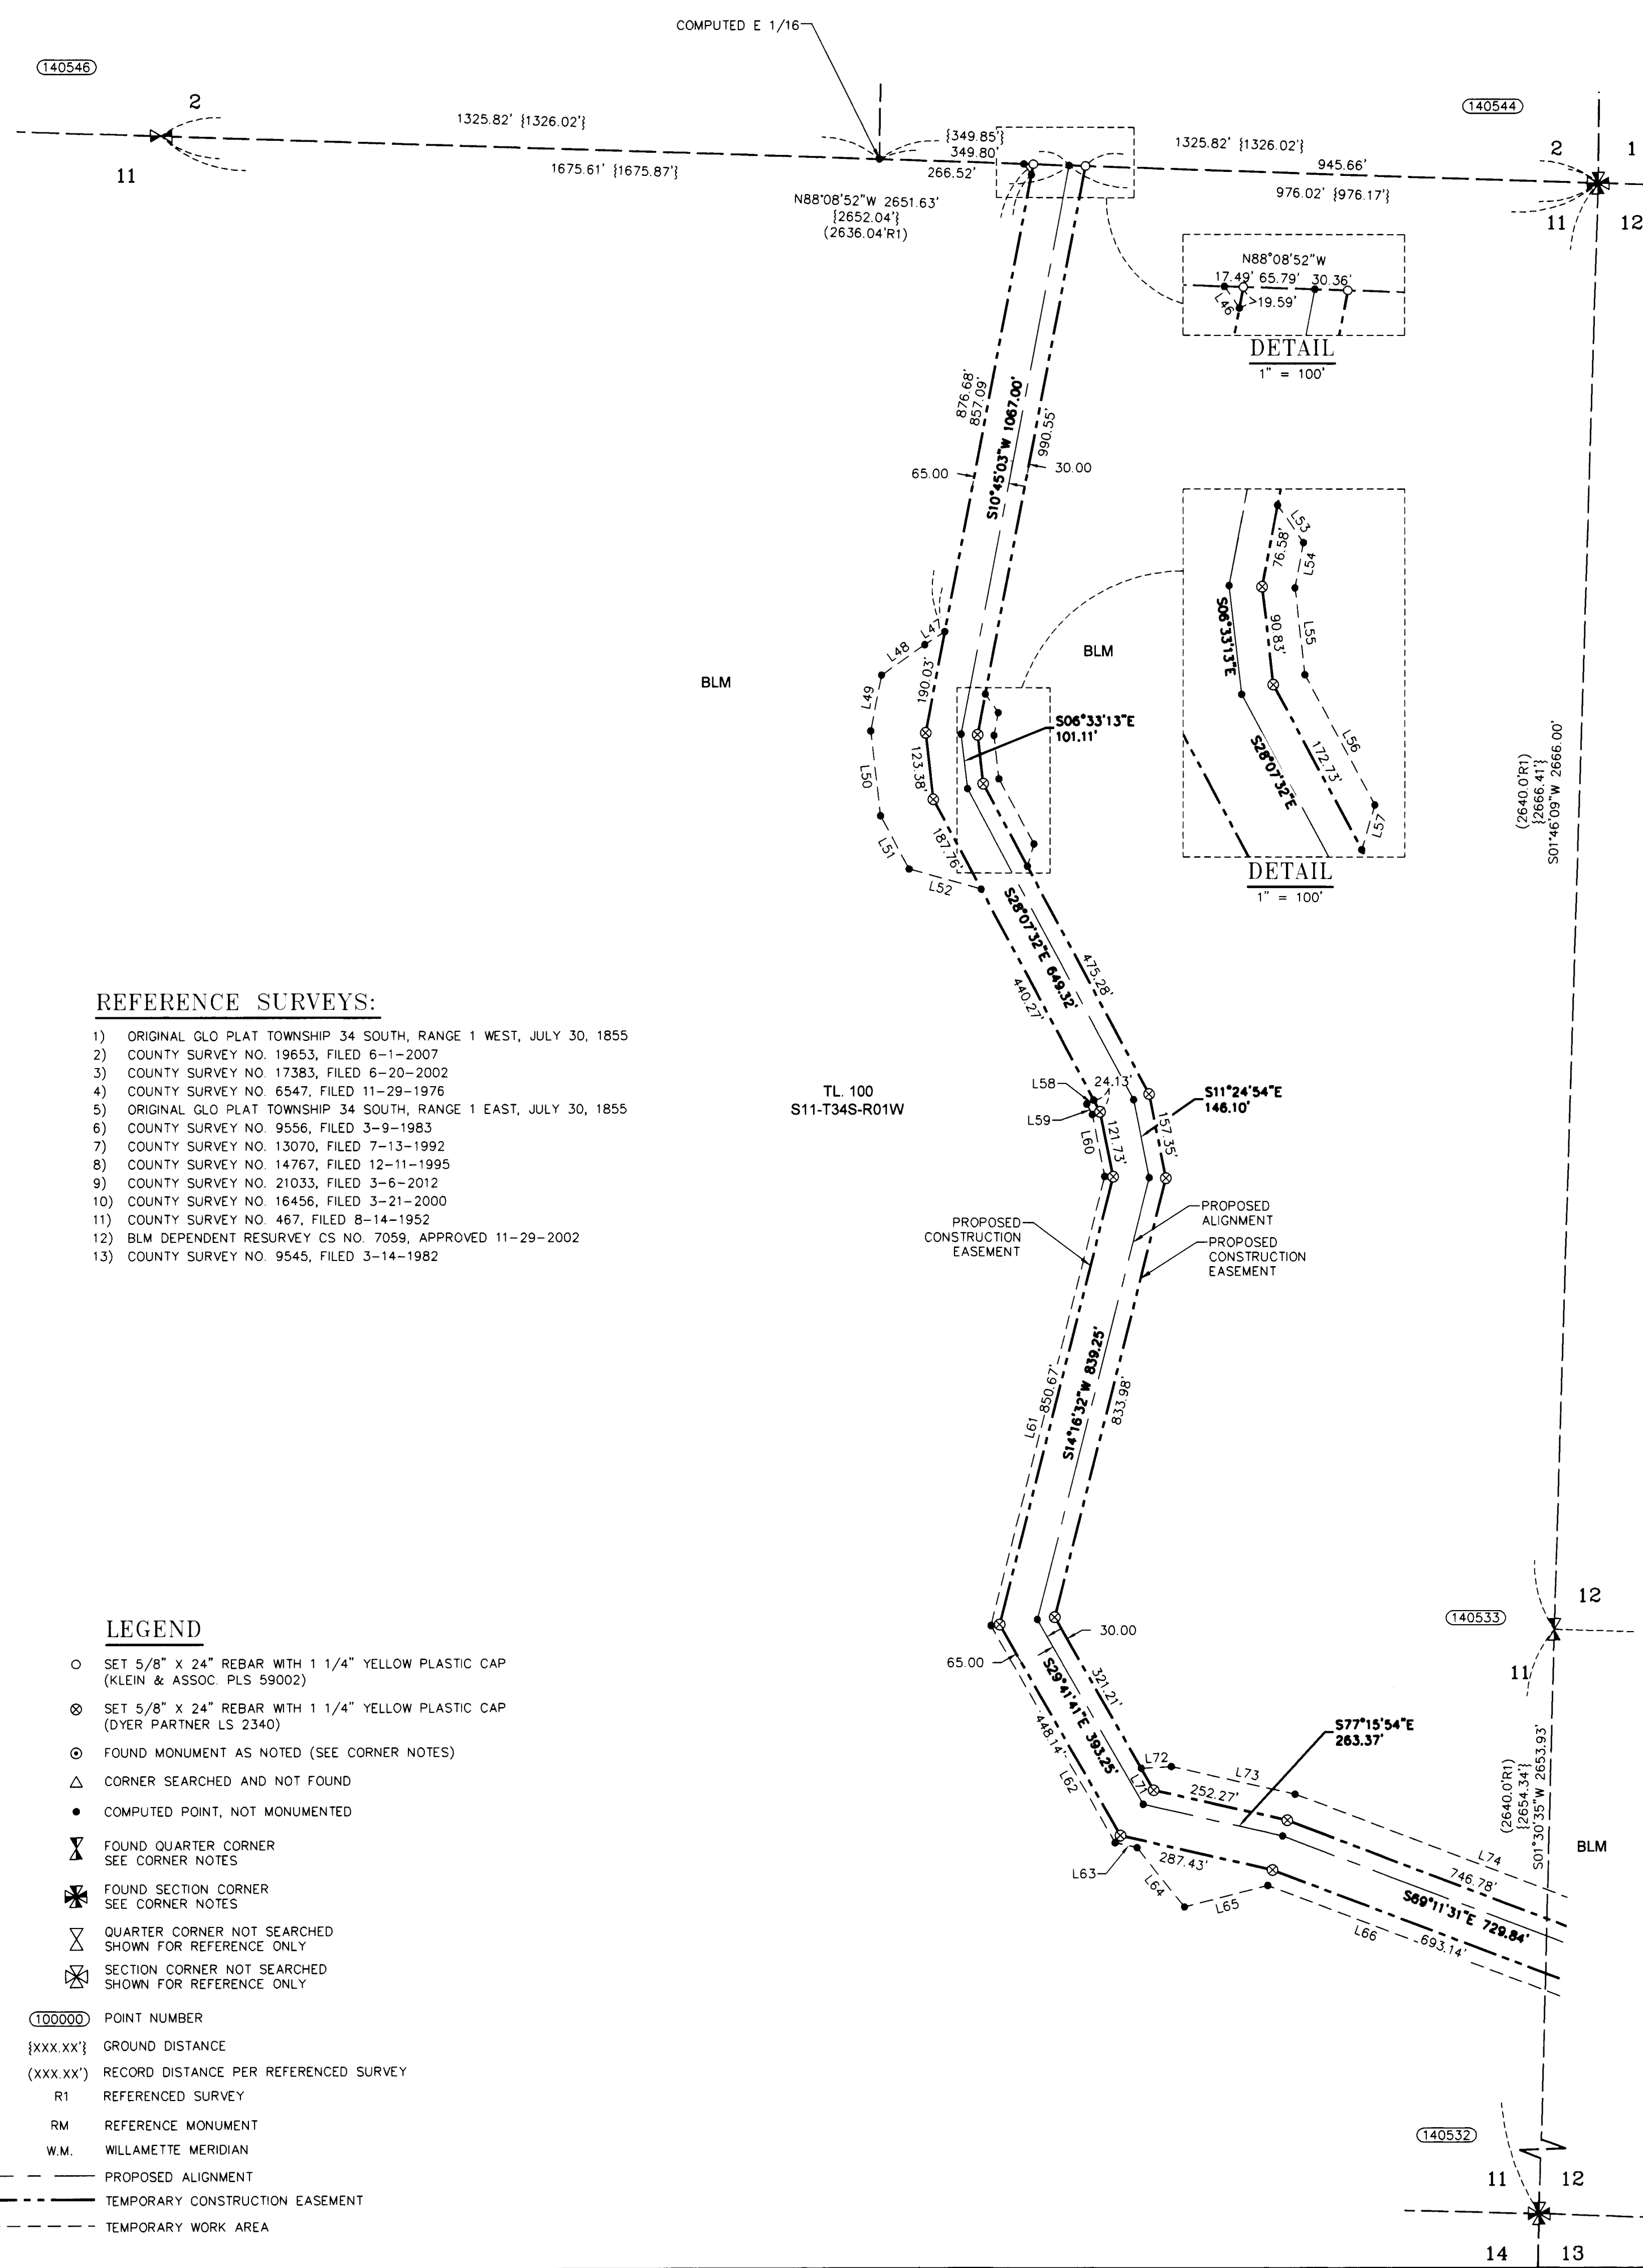 COMPUTED E 1/16
140546
140544
2
1325.82' {1326.02'}
{349.85'}
349.80'
266.52'
1325.82' {1326.02'}
945.66'
2
1
11
1675.61' {1675.87'}
976.02' {976.17'}
11
12
N88°08'52"W 2651.63'
{2652.04'}
(2636.04'R1)
N88°08'52"W
17.49' 65.79' 30.36'
L46
19.59'
DETAIL
1" = 100'
876.68'
857.09'
S10°45'03"W 1067.00'
990.55'
65.00
30.00
L53
76.58'
L54
S06°33'13"E
90.83'
L55
L56
172.73'
S28°07'32"E
L57
DETAIL
1" = 100'
L47
L48
190.03'
L49
BLM
BLM
S06°33'13"E
101.11'
123.38'
L50
187.76'
L51
L52
(2640.0'R1)
{2666.41'}
S01°46'09"W 2666.00'
S28°07'32"E 649.32'
475.28'
440.27'
REFERENCE SURVEYS:
1) ORIGINAL GLO PLAT TOWNSHIP 34 SOUTH, RANGE 1 WEST, JULY 30, 1855
2) COUNTY SURVEY NO. 19653, FILED 6-1-2007
3) COUNTY SURVEY NO. 17383, FILED 6-20-2002
4) COUNTY SURVEY NO. 6547, FILED 11-29-1976
5) ORIGINAL GLO PLAT TOWNSHIP 34 SOUTH, RANGE 1 EAST, JULY 30, 1855
6) COUNTY SURVEY NO. 9556, FILED 3-9-1983
7) COUNTY SURVEY NO. 13070, FILED 7-13-1992
8) COUNTY SURVEY NO. 14767, FILED 12-11-1995
9) COUNTY SURVEY NO. 21033, FILED 3-6-2012
10) COUNTY SURVEY NO. 16456, FILED 3-21-2000
11) COUNTY SURVEY NO. 467, FILED 8-14-1952
12) BLM DEPENDENT RESURVEY CS NO. 7059, APPROVED 11-29-2002
13) COUNTY SURVEY NO. 9545, FILED 3-14-1982
TL. 100
S11-T34S-R01W
L58
24.13'
L59
L60
121.73'
157.35'
S11°24'54"E
146.10'
PROPOSED
CONSTRUCTION
EASEMENT
PROPOSED
ALIGNMENT
PROPOSED
CONSTRUCTION
EASEMENT
L61
850.67'
S14°16'32"W 839.25'
833.98'
LEGEND
SET 5/8" X 24" REBAR WITH 1 1/4" YELLOW PLASTIC CAP
(KLEIN & ASSOC. PLS 59002)
SET 5/8" X 24" REBAR WITH 1 1/4" YELLOW PLASTIC CAP
(DYER PARTNER LS 2340)
FOUND MONUMENT AS NOTED (SEE CORNER NOTES)
CORNER SEARCHED AND NOT FOUND
COMPUTED POINT, NOT MONUMENTED
FOUND QUARTER CORNER
SEE CORNER NOTES
FOUND SECTION CORNER
SEE CORNER NOTES
QUARTER CORNER NOT SEARCHED
SHOWN FOR REFERENCE ONLY
SECTION CORNER NOT SEARCHED
SHOWN FOR REFERENCE ONLY
100000 POINT NUMBER
{XXX.XX'} GROUND DISTANCE
(XXX.XX') RECORD DISTANCE PER REFERENCED SURVEY
R1 REFERENCED SURVEY
RM REFERENCE MONUMENT
W.M. WILLAMETTE MERIDIAN
PROPOSED ALIGNMENT
TEMPORARY CONSTRUCTION EASEMENT
TEMPORARY WORK AREA
65.00
30.00
S29°41'41"E 393.25'
321.21'
448.14'
L62
L72
L71
L73
252.27'
S77°15'54"E
263.37'
L63
287.43'
L64
L65
L66
693.14'
L74
746.78'
S69°11'31"E 729.84'
140533
12
11
(2640.0'R1)
{2654.34'}
S01°30'35"W 2653.93'
BLM
140532
11
12
14
13